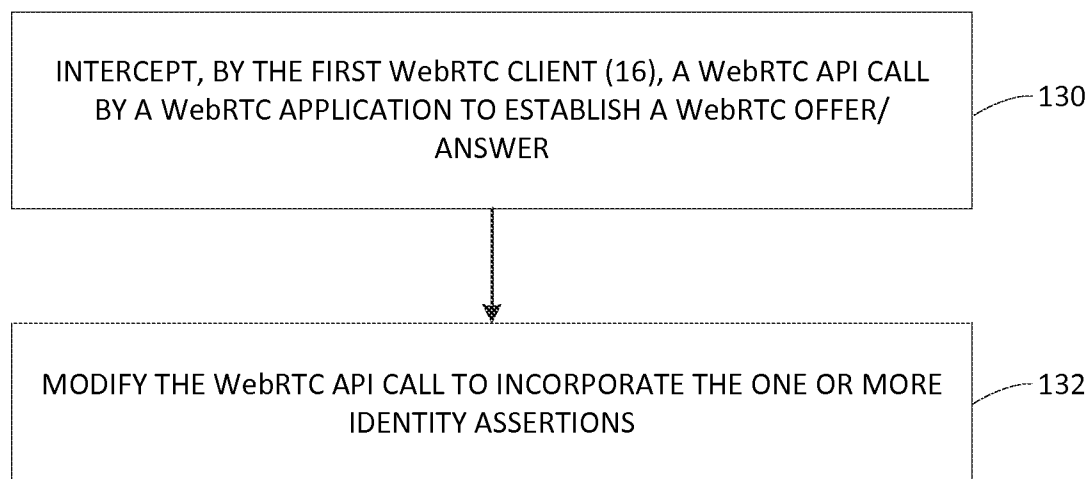 INTERCEPT, BY THE FIRST WebRTC CLIENT (16), A WebRTC API CALL
BY A WebRTC APPLICATION TO ESTABLISH A WebRTC OFFER/
ANSWER
130
MODIFY THE WebRTC API CALL TO INCORPORATE THE ONE OR MORE
IDENTITY ASSERTIONS
132